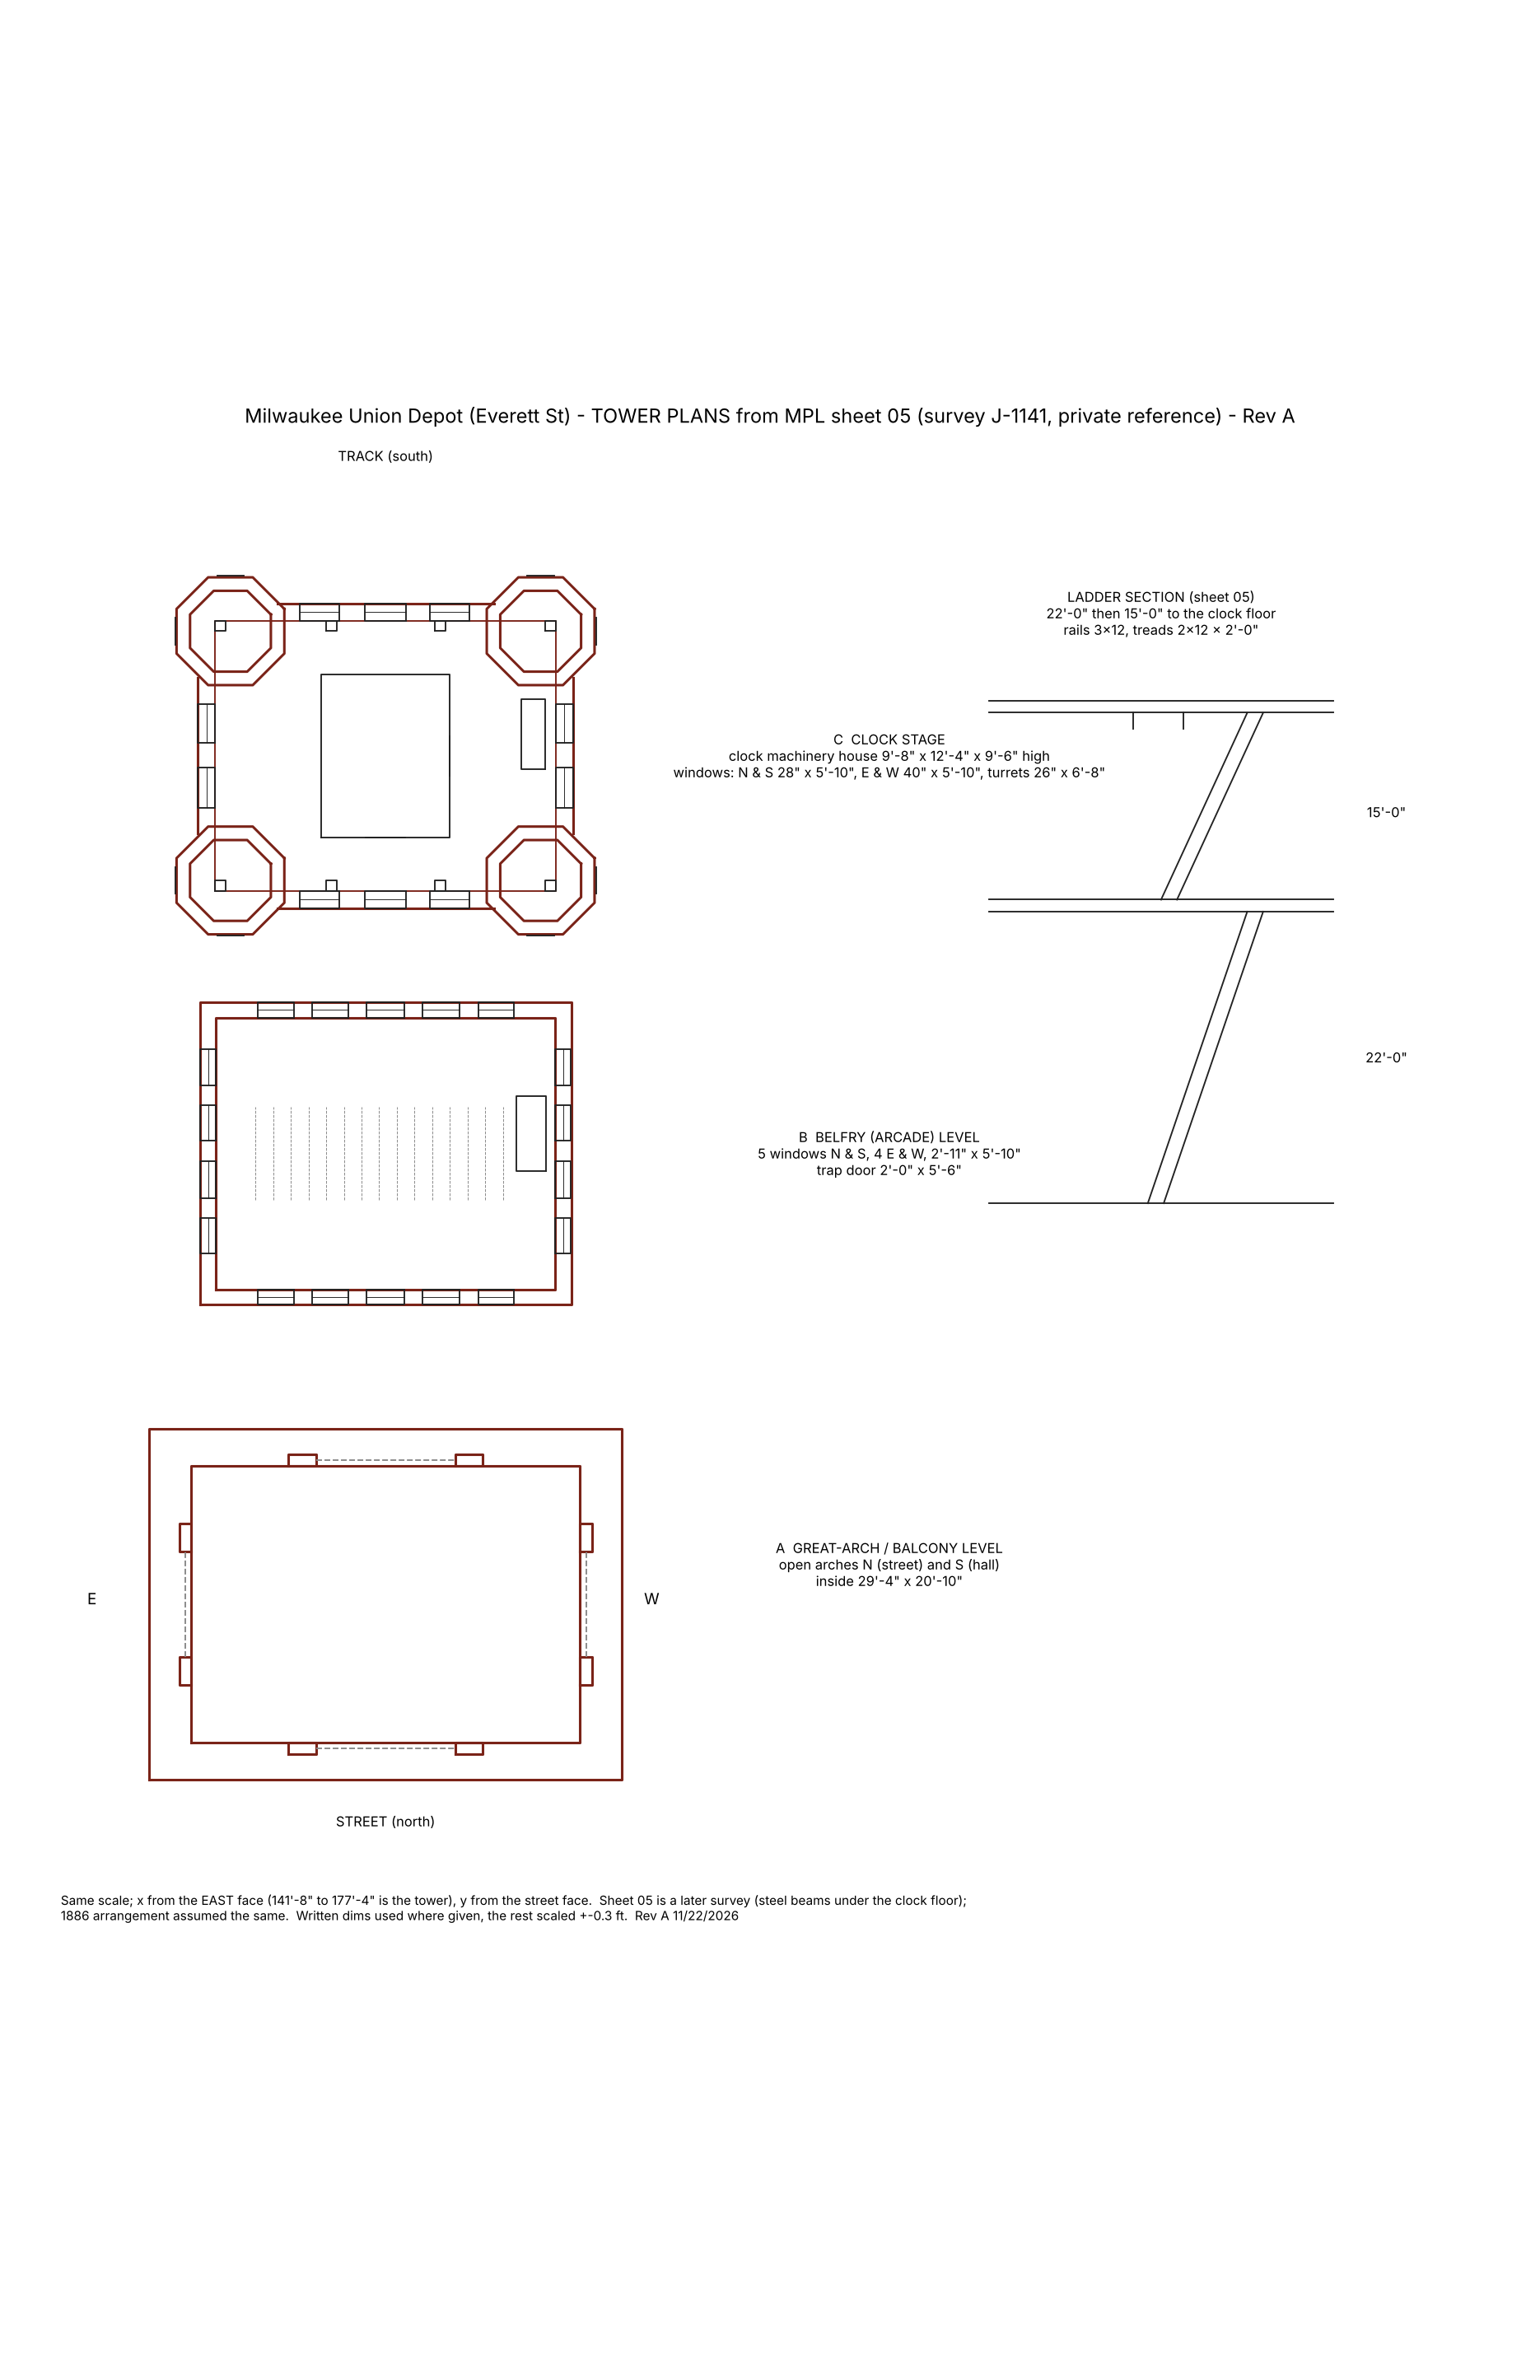 Milwaukee Union Depot (Everett St) - TOWER PLANS from MPL sheet 05 (survey J-1141, private reference) - Rev A
TRACK (south)
LADDER SECTION (sheet 05)
22'-0" then 15'-0" to the clock floor
rails 3×12, treads 2×12 × 2'-0"
C  CLOCK STAGE
clock machinery house 9'-8" x 12'-4" x 9'-6" high
windows: N & S 28" x 5'-10", E & W 40" x 5'-10", turrets 26" x 6'-8"
15'-0"
22'-0"
B  BELFRY (ARCADE) LEVEL
5 windows N & S, 4 E & W, 2'-11" x 5'-10"
trap door 2'-0" x 5'-6"
A  GREAT-ARCH / BALCONY LEVEL
open arches N (street) and S (hall)
inside 29'-4" x 20'-10"
E
W
STREET (north)
Same scale; x from the EAST face (141'-8" to 177'-4" is the tower), y from the street face.  Sheet 05 is a later survey (steel beams under the clock floor);
1886 arrangement assumed the same.  Written dims used where given, the rest scaled +-0.3 ft.  Rev A 11/22/2026